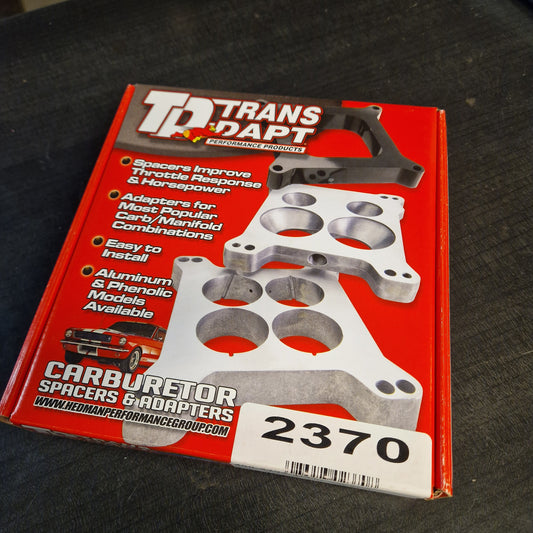 TD TRANS
DAPT
PERFORMANCE PRODUCTS
Spacers Improve
Throttle Response
& Horsepower
Adapters for
Most Popular
Carb/Manifold
Combinations
Easy to
Install
Aluminum
& Phenolic
Models
Available
CARBURETOR
SPACERS & ADAPTERS
WWW.HEDMANPERFORMANCEGROUP.COM
2370